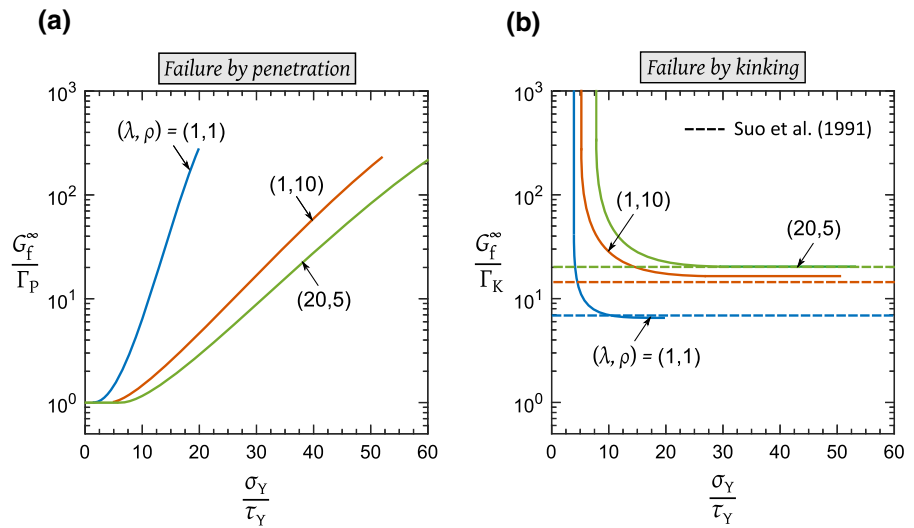 (a)
Failure by penetration
10³
10²
10¹
10⁰
G_f^∞
Γ_P
(λ, ρ) = (1,1)
(1,10)
(20,5)
0 10 20 30 40 50 60
σ_Y
τ_Y
(b)
Failure by kinking
10³
10²
10¹
10⁰
G_f^∞
Γ_K
Suo et al. (1991)
(1,10)
(20,5)
(λ, ρ) = (1,1)
0 10 20 30 40 50 60
σ_Y
τ_Y